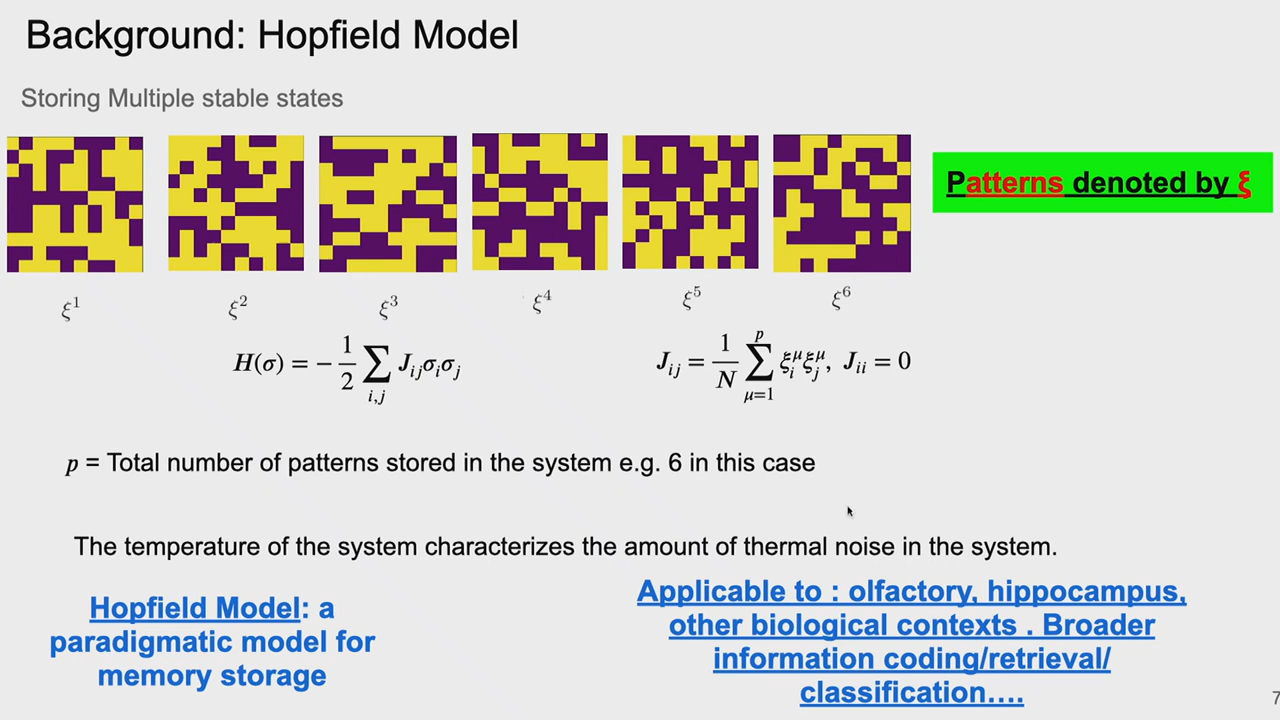 Background: Hopfield Model
Storing Multiple stable states
Patterns denoted by ξ
ξ¹ ξ² ξ³ ξ⁴ ξ⁵ ξ⁶
H(σ) = − 1/2 ∑_{i,j} J_{ij}σ_iσ_j
J_{ij} = 1/N ∑_{μ=1}^{p} ξ_i^μ ξ_j^μ, J_{ii} = 0
p = Total number of patterns stored in the system e.g. 6 in this case
The temperature of the system characterizes the amount of thermal noise in the system.
Hopfield Model: a
paradigmatic model for
memory storage
Applicable to : olfactory, hippocampus,
other biological contexts . Broader
information coding/retrieval/
classification....
7